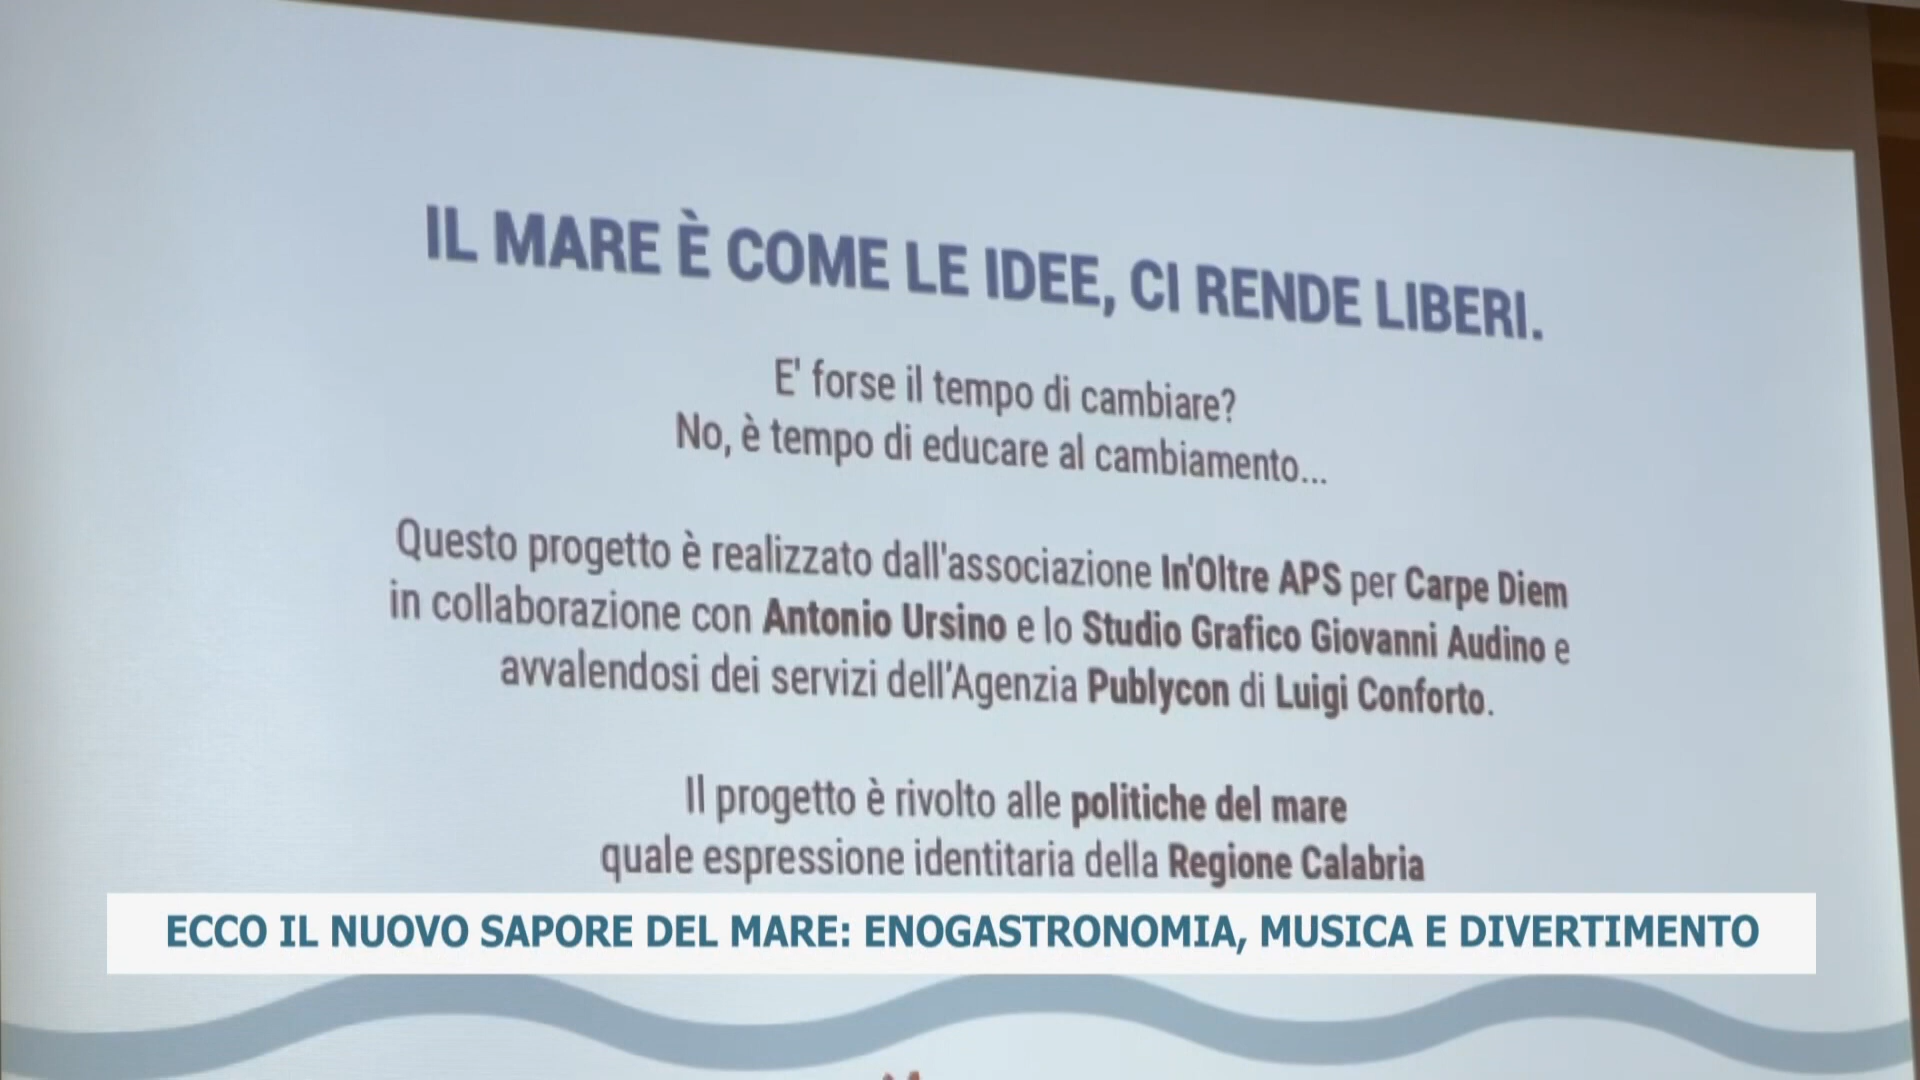 IL MARE È COME LE IDEE, CI RENDE LIBERI.
E' forse il tempo di cambiare?
No, è tempo di educare al cambiamento...
Questo progetto è realizzato dall'associazione In'Oltre APS per Carpe Diem
in collaborazione con Antonio Ursino e lo Studio Grafico Giovanni Audino e
avvalendosi dei servizi dell'Agenzia Publycon di Luigi Conforto.
Il progetto è rivolto alle politiche del mare
quale espressione identitaria della Regione Calabria
ECCO IL NUOVO SAPORE DEL MARE: ENOGASTRONOMIA, MUSICA E DIVERTIMENTO